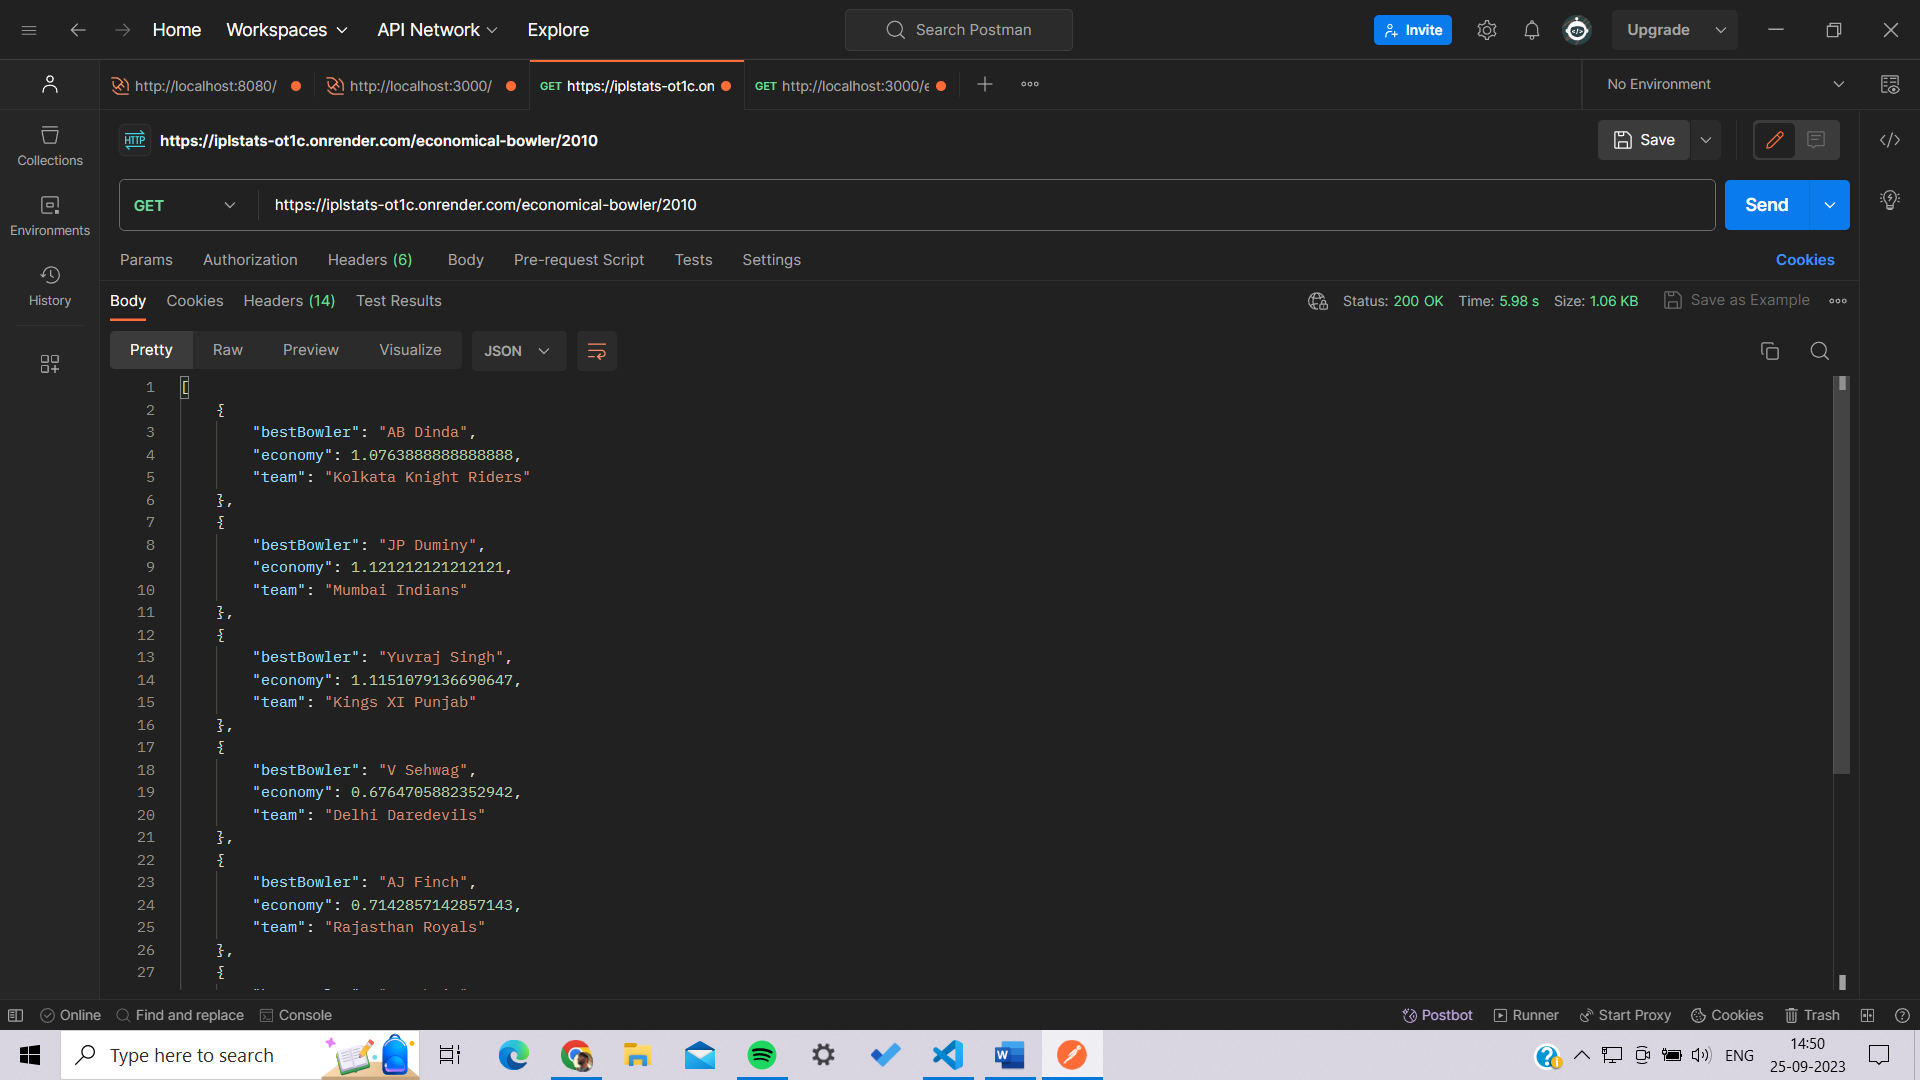 Home Workspaces API Network Explore Search Postman Invite Upgrade
http://localhost:8080/ http://localhost:3000/ GET https://iplstats-ot1c.on GET http://localhost:3000/e No Environment
HTTP https://iplstats-ot1c.onrender.com/economical-bowler/2010 Save
Collections
GET https://iplstats-ot1c.onrender.com/economical-bowler/2010 Send
Environments
Params Authorization Headers (6) Body Pre-request Script Tests Settings Cookies
History
Body Cookies Headers (14) Test Results Status: 200 OK Time: 5.98 s Size: 1.06 KB Save as Example
Pretty Raw Preview Visualize JSON
1 [
2 {
3 "bestBowler": "AB Dinda",
4 "economy": 1.0763888888888888,
5 "team": "Kolkata Knight Riders"
6 },
7 {
8 "bestBowler": "JP Duminy",
9 "economy": 1.121212121212121,
10 "team": "Mumbai Indians"
11 },
12 {
13 "bestBowler": "Yuvraj Singh",
14 "economy": 1.1151079136690647,
15 "team": "Kings XI Punjab"
16 },
17 {
18 "bestBowler": "V Sehwag",
19 "economy": 0.6764705882352942,
20 "team": "Delhi Daredevils"
21 },
22 {
23 "bestBowler": "AJ Finch",
24 "economy": 0.7142857142857143,
25 "team": "Rajasthan Royals"
26 },
27 {
Online Find and replace Console Postbot Runner Start Proxy Cookies Trash
Type here to search ENG 14:50
25-09-2023